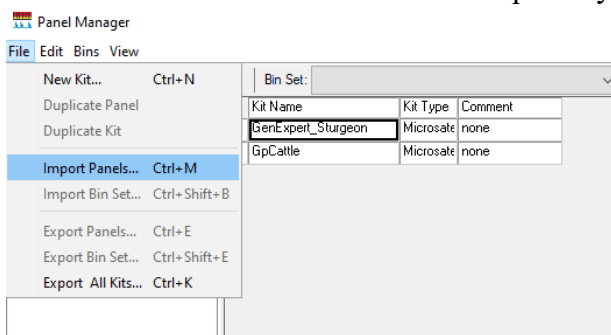 Panel Manager
File Edit Bins View
New Kit... Ctrl+N
Duplicate Panel
Duplicate Kit
Import Panels... Ctrl+M
Import Bin Set... Ctrl+Shift+B
Export Panels... Ctrl+E
Export Bin Set... Ctrl+Shift+E
Export All Kits... Ctrl+K
Bin Set:
Kit Name Kit Type Comment
GenExpert_Sturgeon Microsate none
GpCattle Microsate none